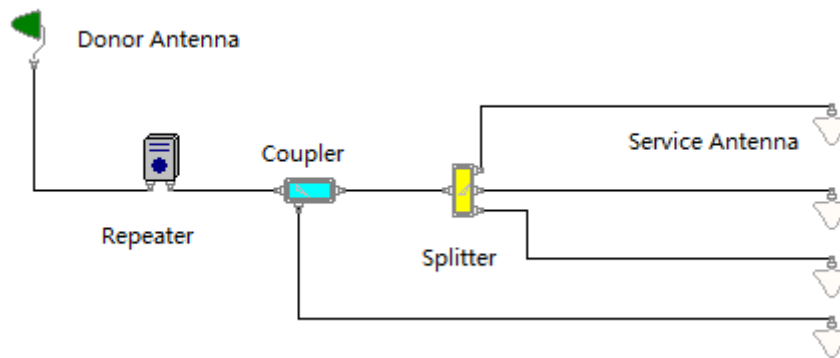 Donor Antenna
Service Antenna
Coupler
Repeater
Splitter